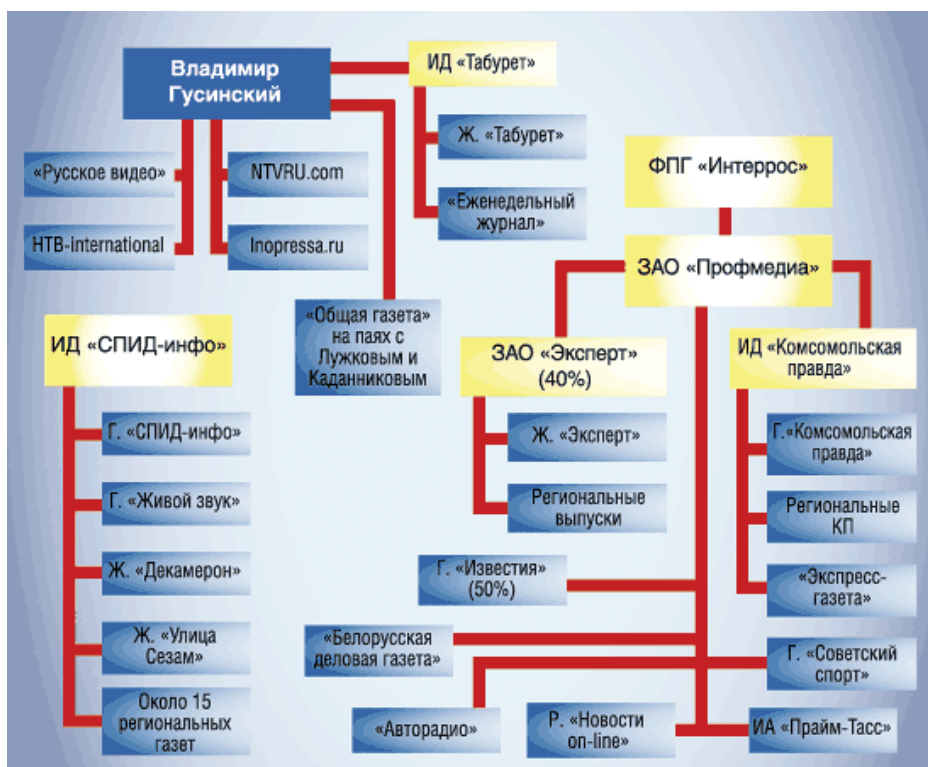 Владимир
Гусинский
ИД «Табурет»
Ж. «Табурет»
«Еженедельный
журнал»
«Русское видео»
NTVRU.com
НТВ-international
Inopressa.ru
«Общая газета»
на паях с
Лужковым и
Каданниковым
ФПГ «Интеррос»
ЗАО «Профмедиа»
ИД «СПИД-инфо»
Г. «СПИД-инфо»
Г. «Живой звук»
Ж. «Декамерон»
Ж. «Улица
Сезам»
Около 15
региональных
газет
ЗАО «Эксперт»
(40%)
Ж. «Эксперт»
Региональные
выпуски
ИД «Комсомольская
правда»
Г.«Комсомольская
правда»
Региональные
КП
«Экспресс-
газета»
Г. «Известия»
(50%)
«Белорусская
деловая газета»
Г. «Советский
спорт»
«Авторадио»
Р. «Новости
on-line»
ИА «Прайм-Тасс»